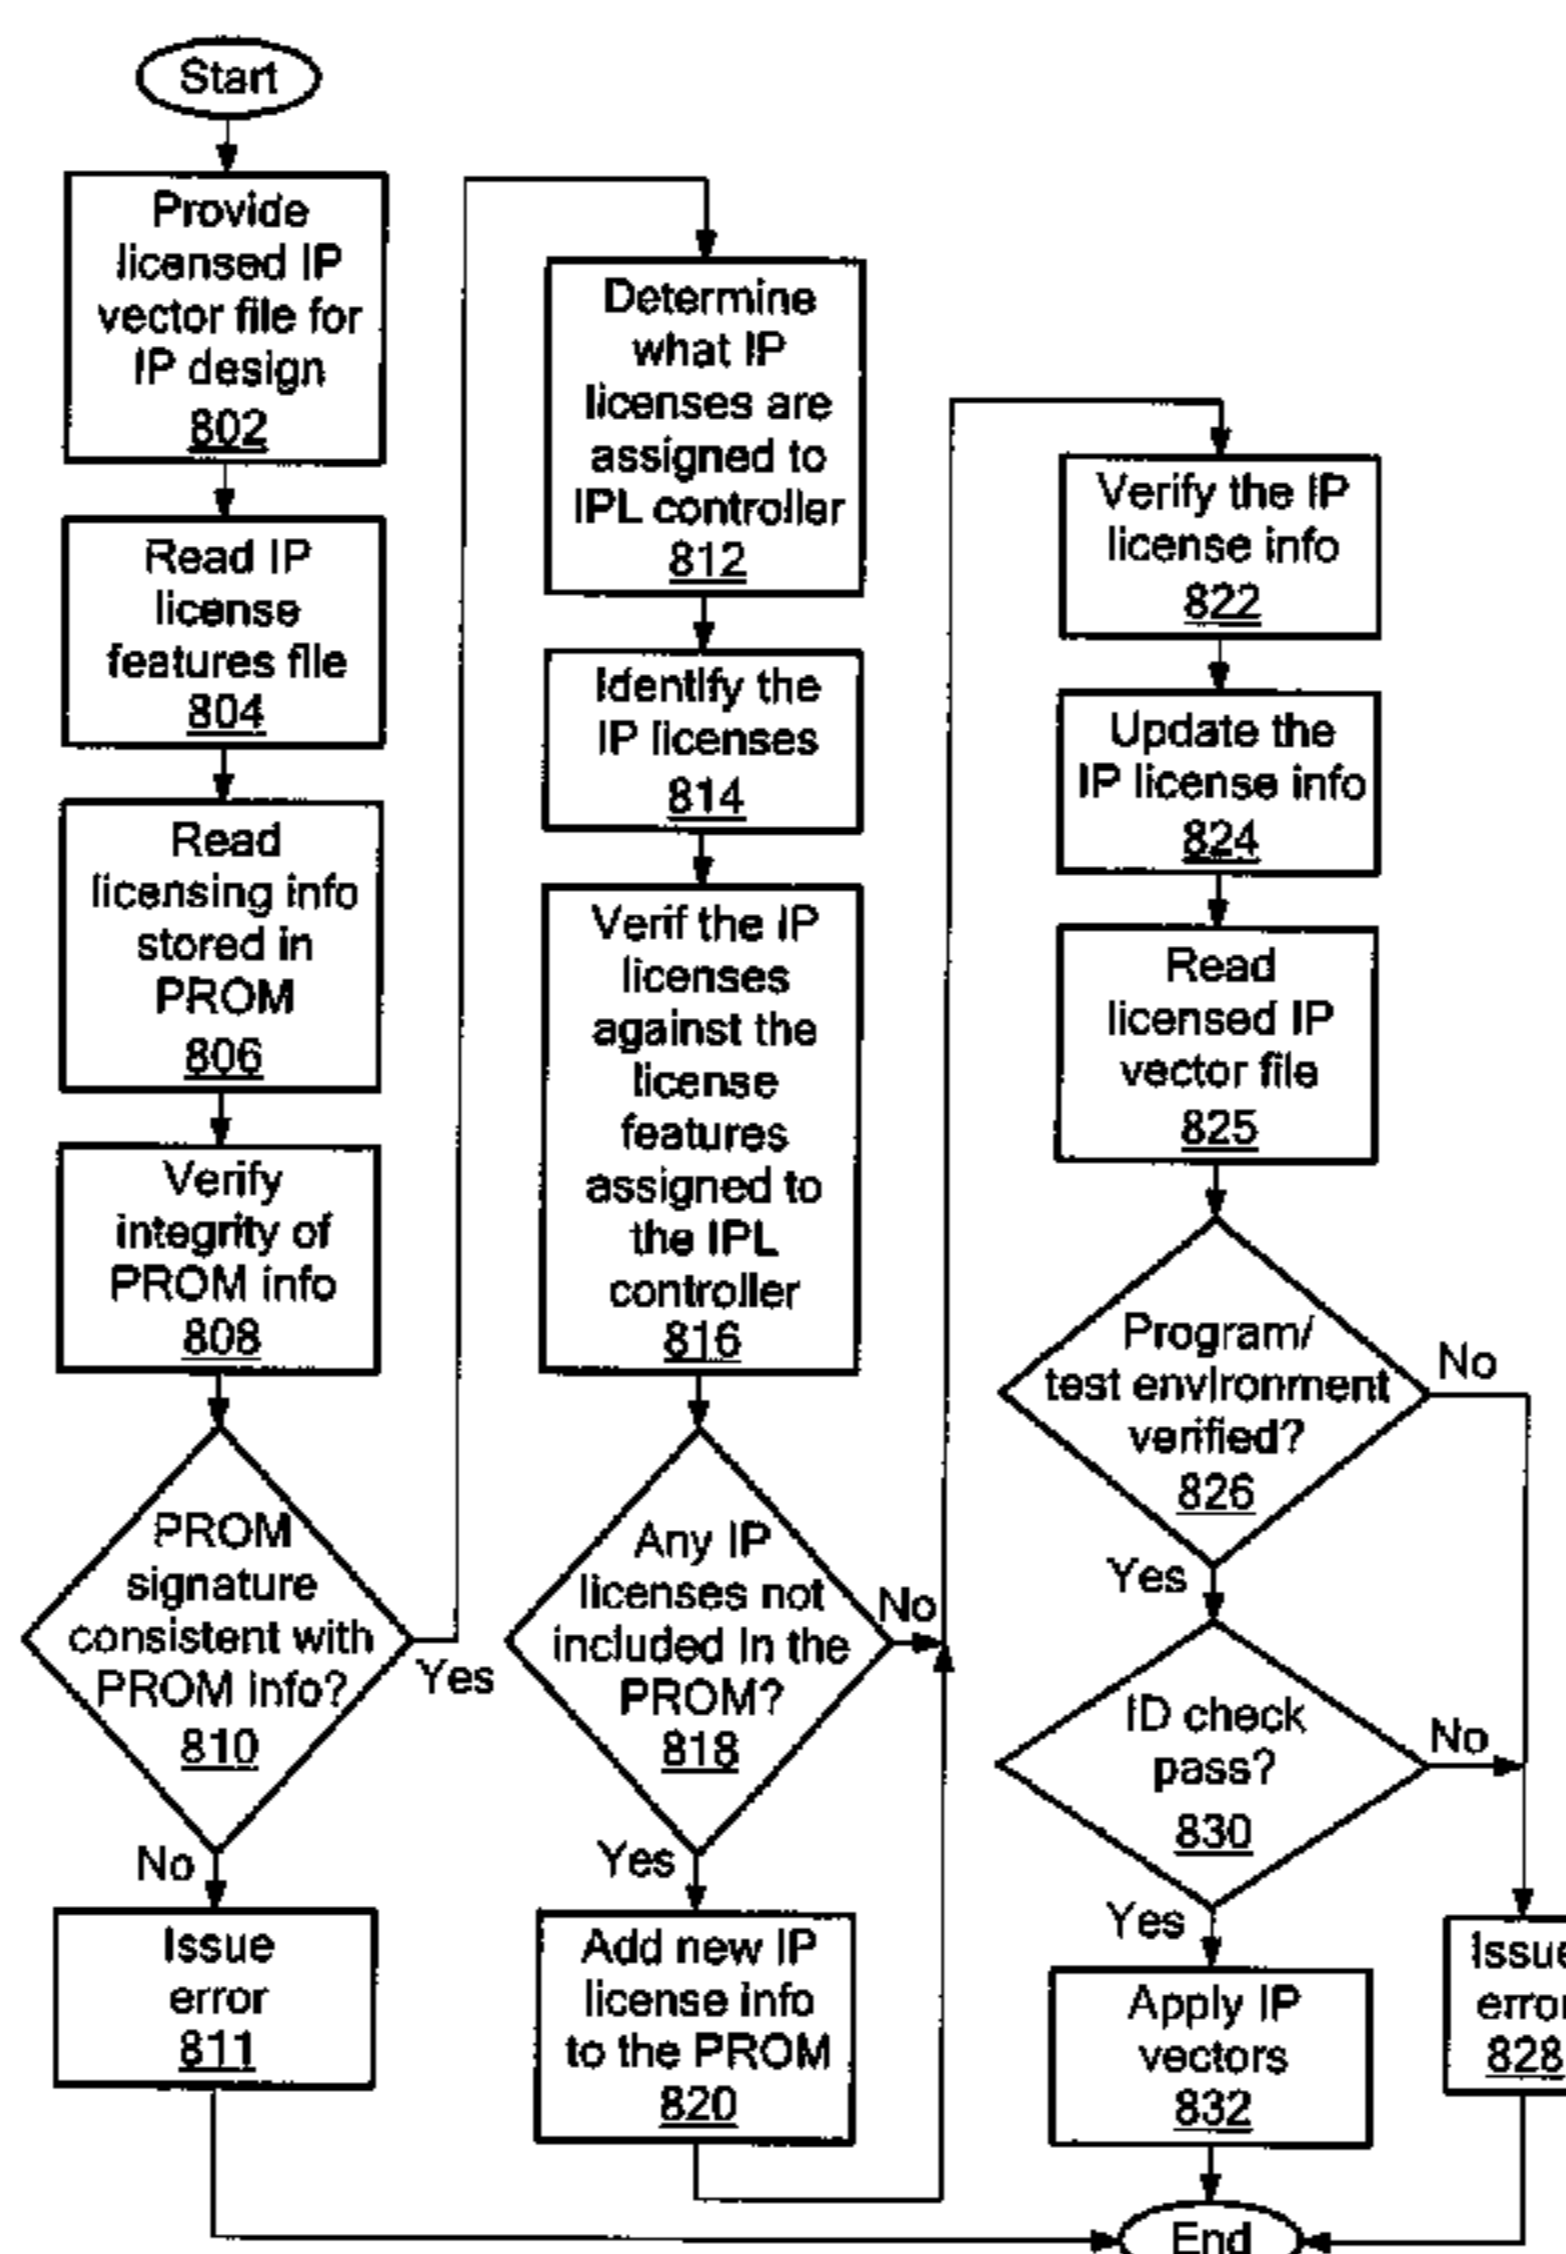 Start
Provide
licensed IP
vector file for
IP design
802
Read IP
license
features file
804
Read
licensing info
stored in
PROM
806
Verify
integrity of
PROM info
808
PROM
signature
consistent with
PROM info?
810
Yes
No
Issue
error
811
Determine
what IP
licenses are
assigned to
IPL controller
812
Identify the
IP licenses
814
Verif the IP
licenses
against the
license
features
assigned to
the IPL
controller
816
Any IP
licenses not
included in the
PROM?
818
No
Yes
Add new IP
license info
to the PROM
820
Verify the IP
license info
822
Update the
IP license info
824
Read
licensed IP
vector file
825
Program/
test environment
verified?
826
No
Yes
ID check
pass?
830
No
Yes
Apply IP
vectors
832
Issue
error
828
End